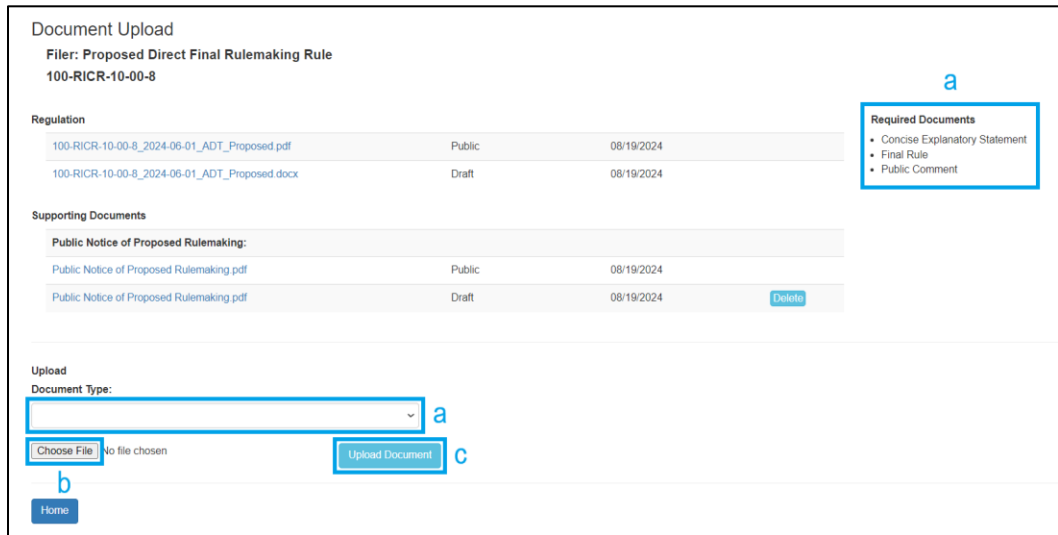 Document Upload
Filer: Proposed Direct Final Rulemaking Rule
100-RICR-10-00-8
a
Regulation
100-RICR-10-00-8_2024-06-01_ADT_Proposed.pdf Public 08/19/2024
100-RICR-10-00-8_2024-06-01_ADT_Proposed.docx Draft 08/19/2024
Required Documents
• Concise Explanatory Statement
• Final Rule
• Public Comment
Supporting Documents
Public Notice of Proposed Rulemaking:
Public Notice of Proposed Rulemaking.pdf Public 08/19/2024
Public Notice of Proposed Rulemaking.pdf Draft 08/19/2024 Delete
Upload
Document Type:
a
Choose File No file chosen Upload Document c
b
Home